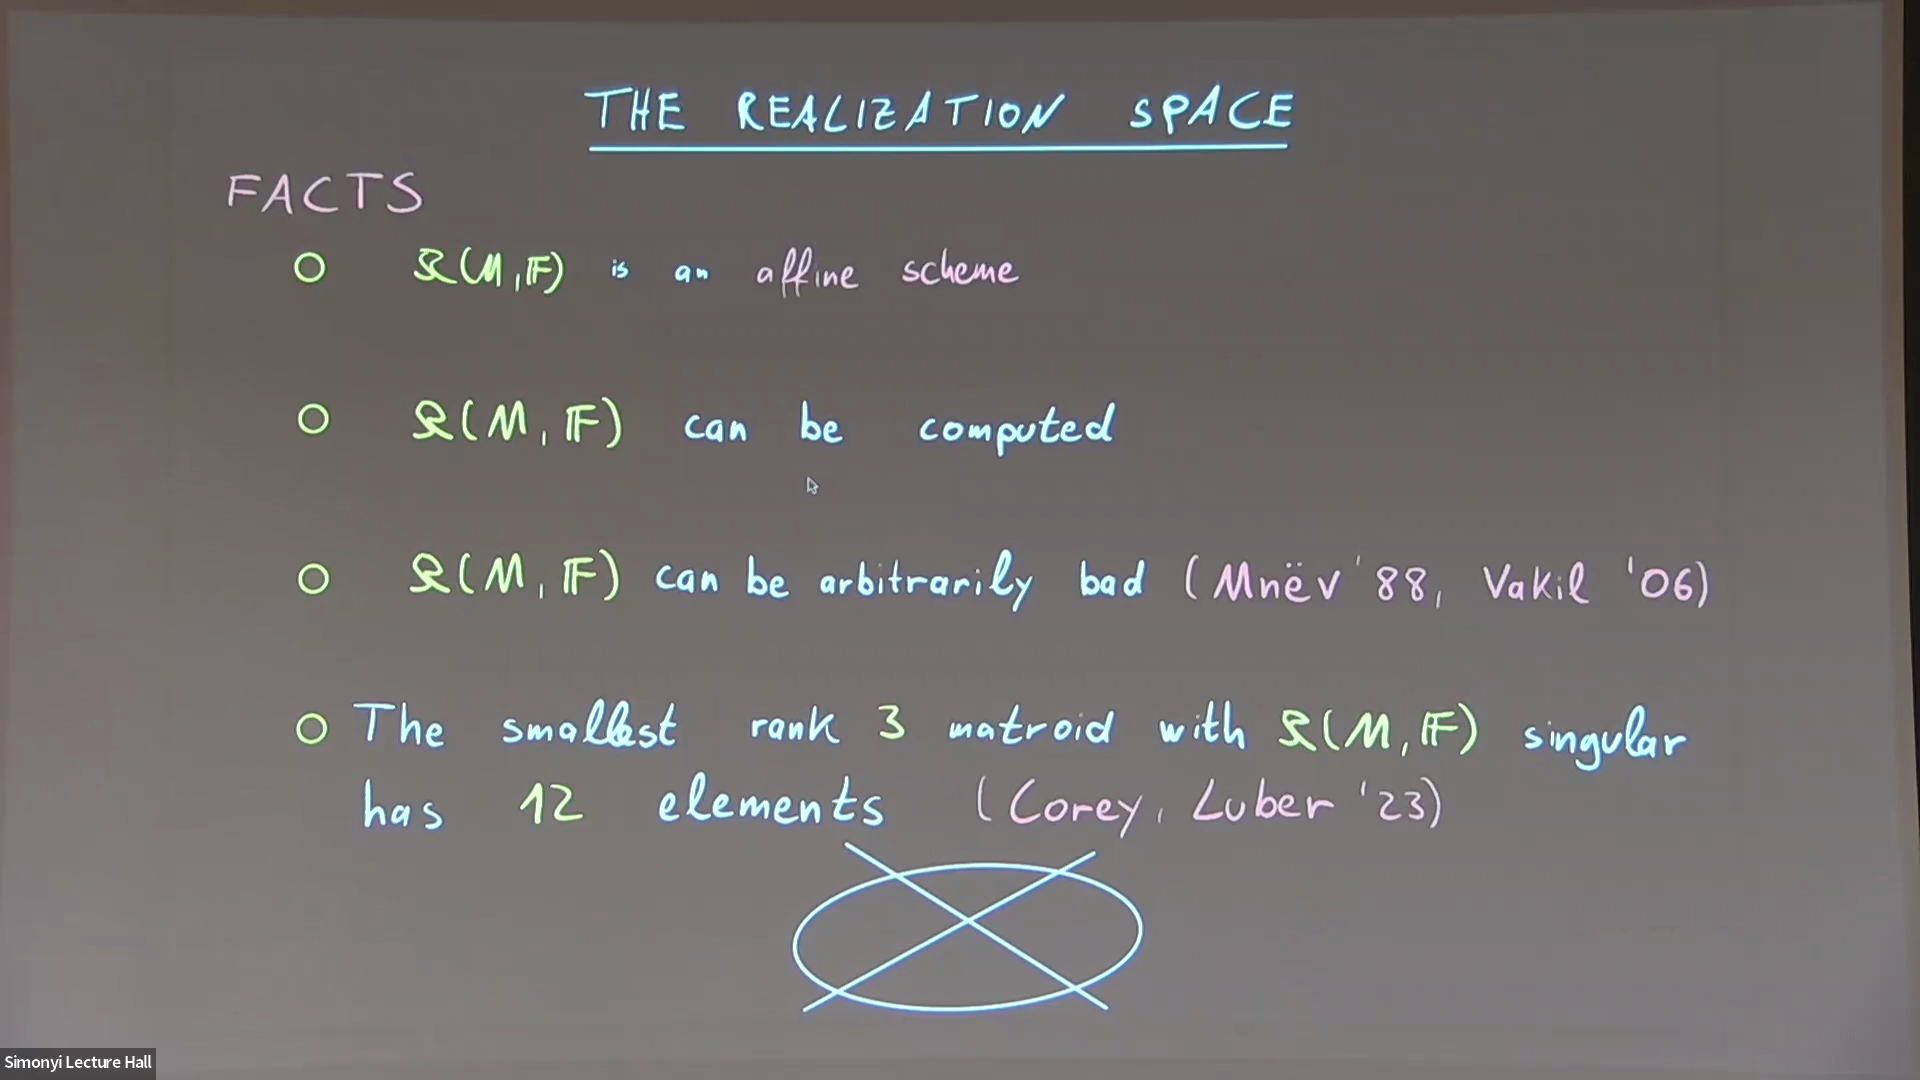 THE REALIZATION SPACE
FACTS
ℛ(M, 𝔽) is an affine scheme
ℛ(M, 𝔽) can be computed
ℛ(M, 𝔽) can be arbitrarily bad (Mnëv '88, Vakil '06)
The smallest rank 3 matroid with ℛ(M, 𝔽) singular
has 12 elements (Corey, Luber '23)
Simonyi Lecture Hall